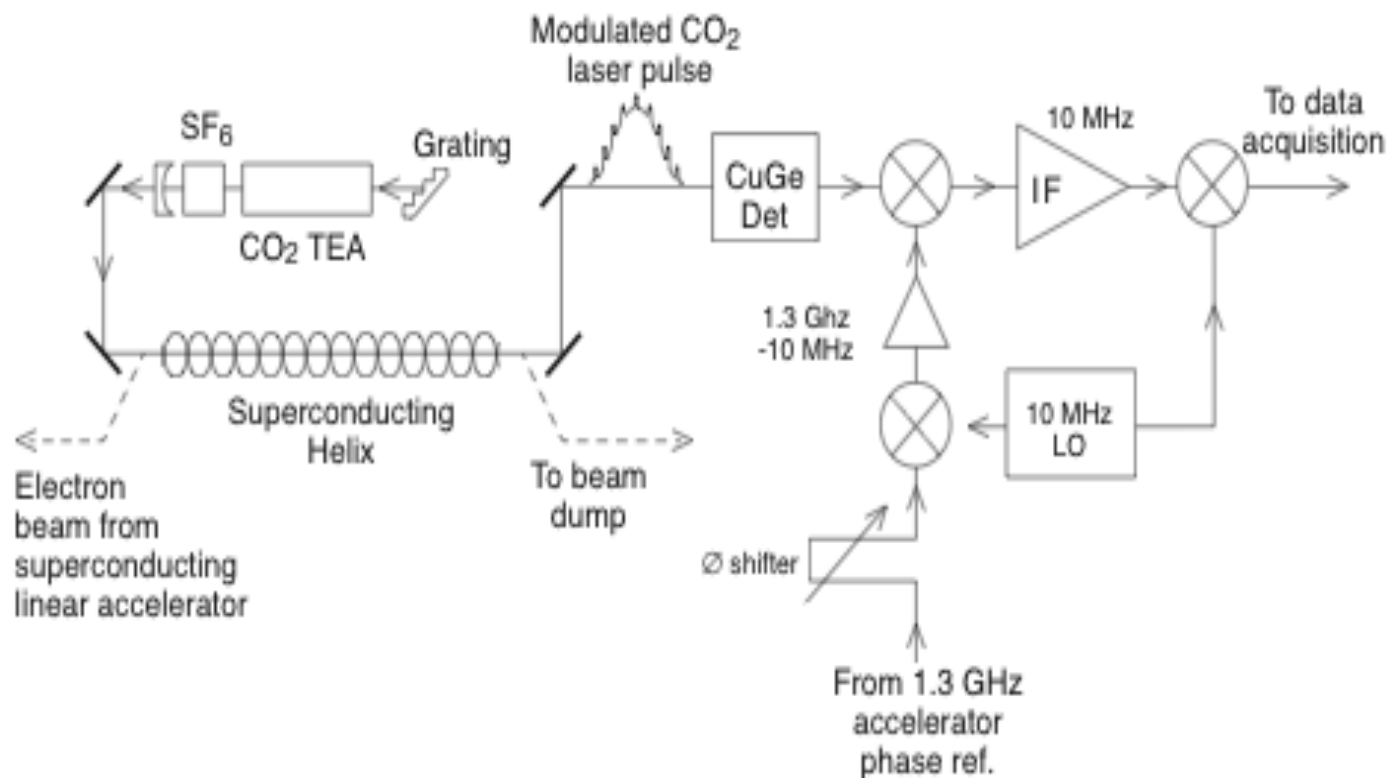 Modulated CO₂
laser pulse
SF₆
Grating
CO₂ TEA
CuGe
Det
10 MHz
IF
To data
acquisition
1.3 Ghz
-10 MHz
10 MHz
LO
Superconducting
Helix
Electron
beam from
superconducting
linear accelerator
To beam
dump
∅ shifter
From 1.3 GHz
accelerator
phase ref.